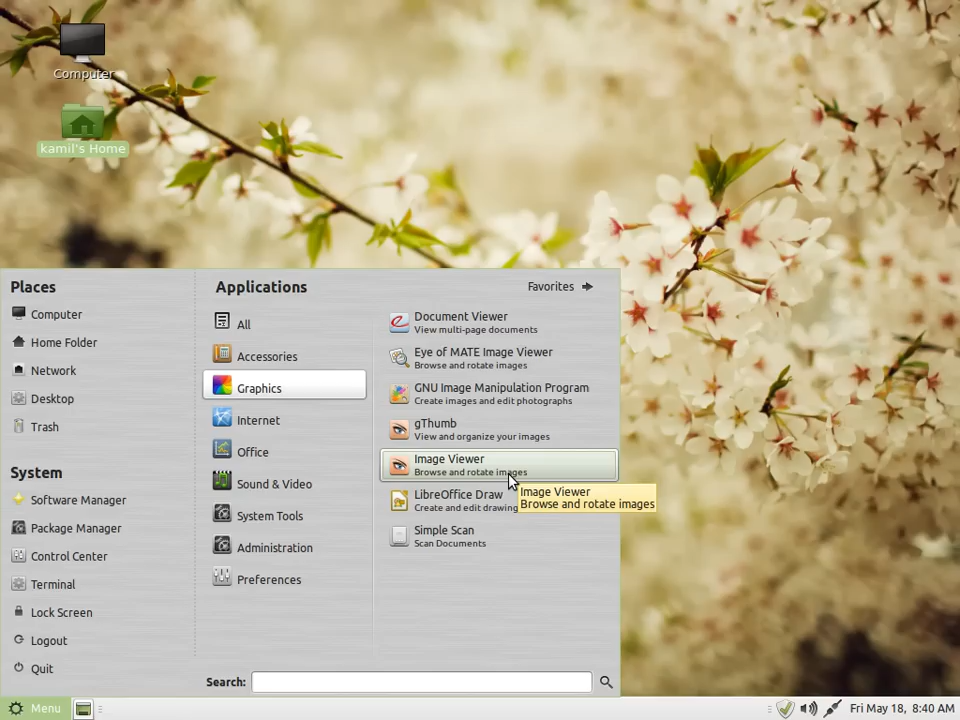 Computer
kamil's Home
Places
Computer
Home Folder
Network
Desktop
Trash
System
Software Manager
Package Manager
Control Center
Terminal
Lock Screen
Logout
Quit
Applications
Favorites
All
Accessories
Graphics
Internet
Office
Sound & Video
System Tools
Administration
Preferences
Document Viewer
View multi-page documents
Eye of MATE Image Viewer
Browse and rotate images
GNU Image Manipulation Program
Create images and edit photographs
gThumb
View and organize your images
Image Viewer
Browse and rotate images
Image Viewer
Browse and rotate images
LibreOffice Draw
Create and edit drawing
Simple Scan
Scan Documents
Search:
Menu
Fri May 18, 8:40 AM